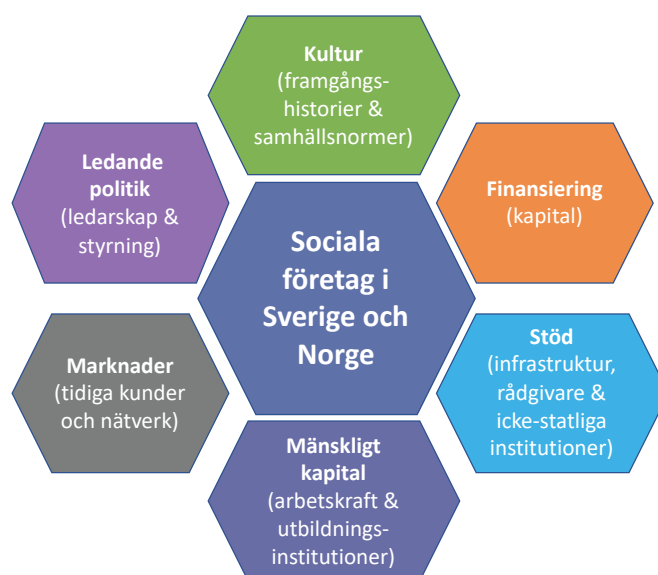 Kultur
(framgångs-
historier &
samhällsnormer)
Ledande
politik
(ledarskap &
styrning)
Finansiering
(kapital)
Sociala
företag i
Sverige och
Norge
Marknader
(tidiga kunder
och nätverk)
Stöd
(infrastruktur,
rådgivare &
icke-statliga
institutioner)
Mänskligt
kapital
(arbetskraft &
utbildnings-
institutioner)